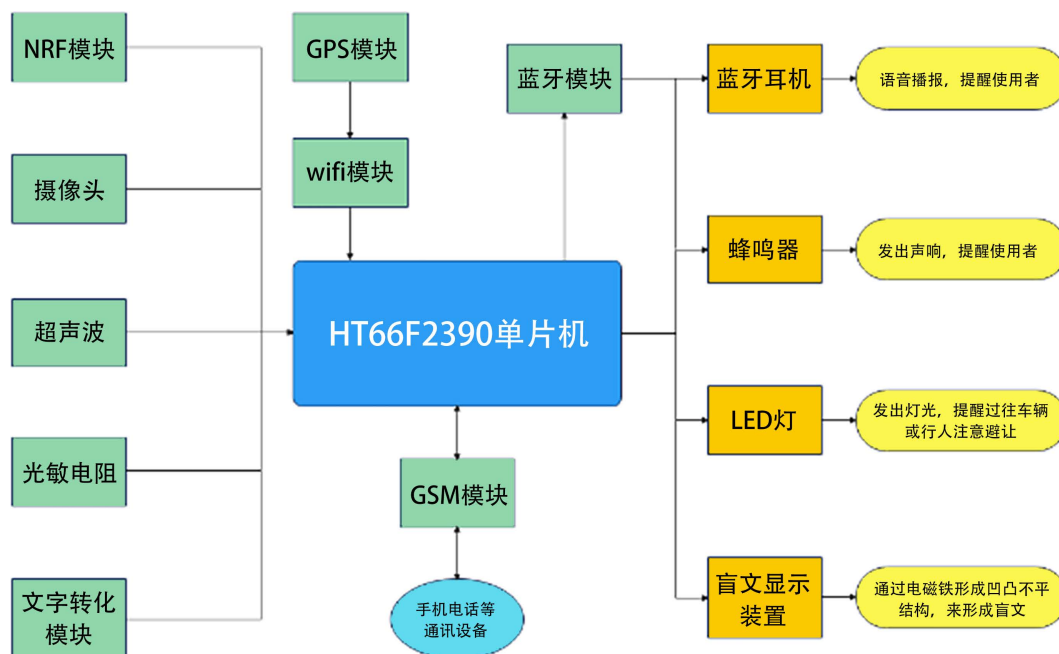 NRF模块
GPS模块
蓝牙模块
蓝牙耳机
语音播报，提醒使用者
摄像头
wifi模块
蜂鸣器
发出声响，提醒使用者
超声波
HT66F2390单片机
LED灯
发出灯光，提醒过往车辆
或行人注意避让
光敏电阻
GSM模块
文字转化
模块
手机电话等
通讯设备
盲文显示
装置
通过电磁铁形成凹凸不平
结构，来形成盲文